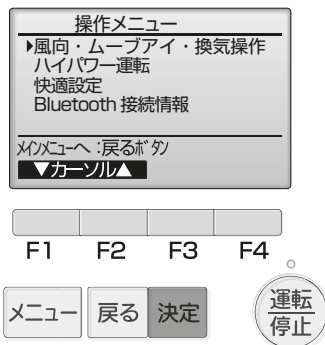 操作メニュー
▶風向・ムーブアイ・換気操作
ハイパワー運転
快適設定
Bluetooth 接続情報
メインメニューへ :戻るボタン
▼カーソル▲
F1 F2 F3 F4
メニュー 戻る 決定 運転
停止